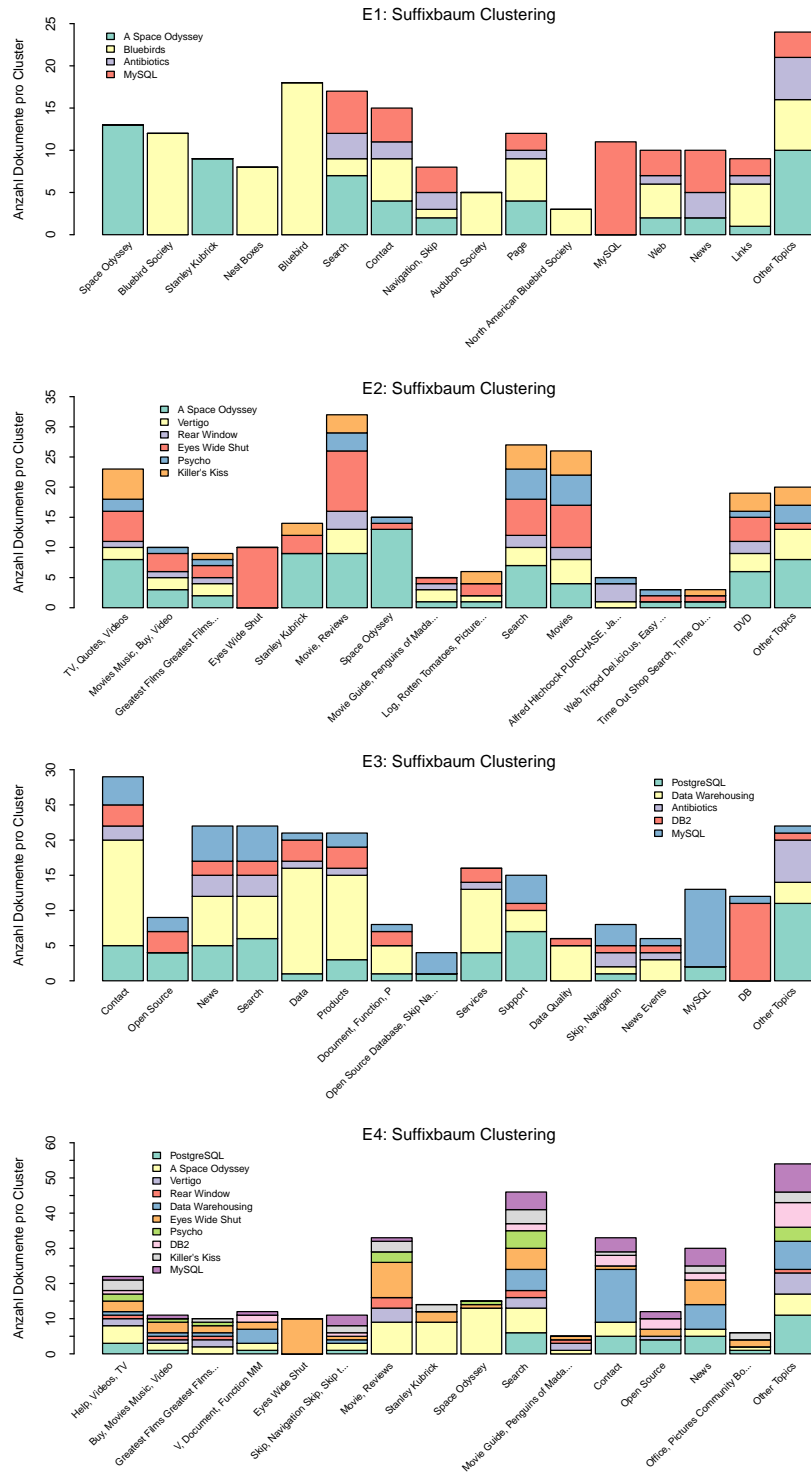 E1: Suffixbaum Clustering
Anzahl Dokumente pro Cluster
0
5
10
15
20
25
A Space Odyssey
Bluebirds
Antibiotics
MySQL
Space Odyssey
Bluebird Society
Stanley Kubrick
Nest Boxes
Bluebird
Search
Contact
Navigation, Skip
Audubon Society
Page
North American Bluebird Society
MySQL
Web
News
Links
Other Topics
E2: Suffixbaum Clustering
Anzahl Dokumente pro Cluster
0
5
10
15
20
25
30
35
A Space Odyssey
Vertigo
Rear Window
Eyes Wide Shut
Psycho
Killer's Kiss
TV, Quotes, Videos
Movies Music, Buy, Video
Greatest Films Greatest Films...
Eyes Wide Shut
Stanley Kubrick
Movie, Reviews
Space Odyssey
Movie Guide, Penguins of Mada...
Log, Rotten Tomatoes, Picture...
Search
Movies
Alfred Hitchcock PURCHASE, Ja...
Web Tripod Del.icio.us, Easy ...
Time Out Shop Search, Time Ou...
DVD
Other Topics
E3: Suffixbaum Clustering
Anzahl Dokumente pro Cluster
0
5
10
15
20
25
30
PostgreSQL
Data Warehousing
Antibiotics
DB2
MySQL
Contact
Open Source
News
Search
Data
Products
Document, Function, P
Open Source Database, Skip Na...
Services
Support
Data Quality
Skip, Navigation
News Events
MySQL
DB
Other Topics
E4: Suffixbaum Clustering
Anzahl Dokumente pro Cluster
0
10
20
30
40
50
60
PostgreSQL
A Space Odyssey
Vertigo
Rear Window
Data Warehousing
Eyes Wide Shut
Psycho
DB2
Killer's Kiss
MySQL
Help, Videos, TV
Buy, Movies Music, Video
Greatest Films Greatest Films...
V, Document, Function MM
Eyes Wide Shut
Skip, Navigation Skip, Skip t...
Movie, Reviews
Stanley Kubrick
Space Odyssey
Search
Movie Guide, Penguins of Mada...
Contact
Open Source
News
Office, Pictures Community Bo...
Other Topics